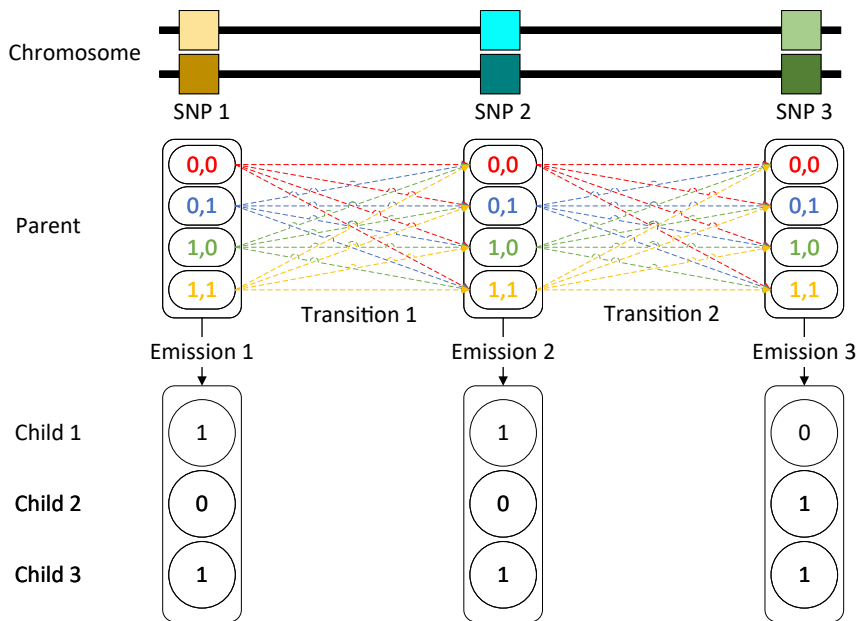 Chromosome
SNP 1 SNP 2 SNP 3
Parent
0,0 0,0 0,0
0,1 0,1 0,1
1,0 1,0 1,0
1,1 1,1 1,1
Transition 1 Transition 2
Emission 1 Emission 2 Emission 3
Child 1 1 1 0
Child 2 0 0 1
Child 3 1 1 1